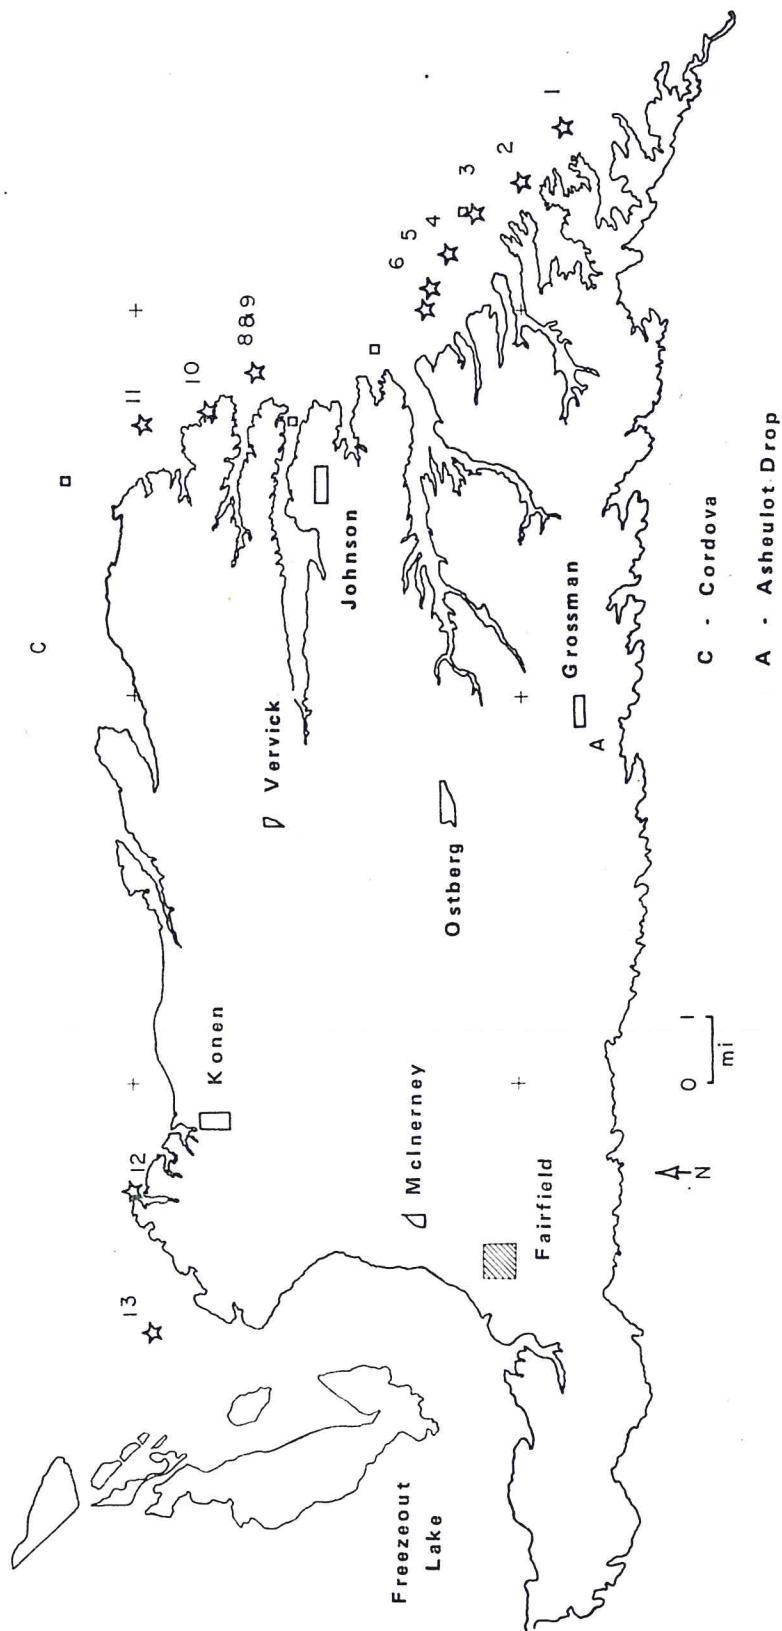 C
11
10
8&9
6
5
4
3
2
1
12
13
Konen
Vervick
Johnson
McInerney
Ostberg
Grossman
A
Fairfield
Freezeout
Lake
N
0 1
mi
C - Cordova
A - Asheulot Drop